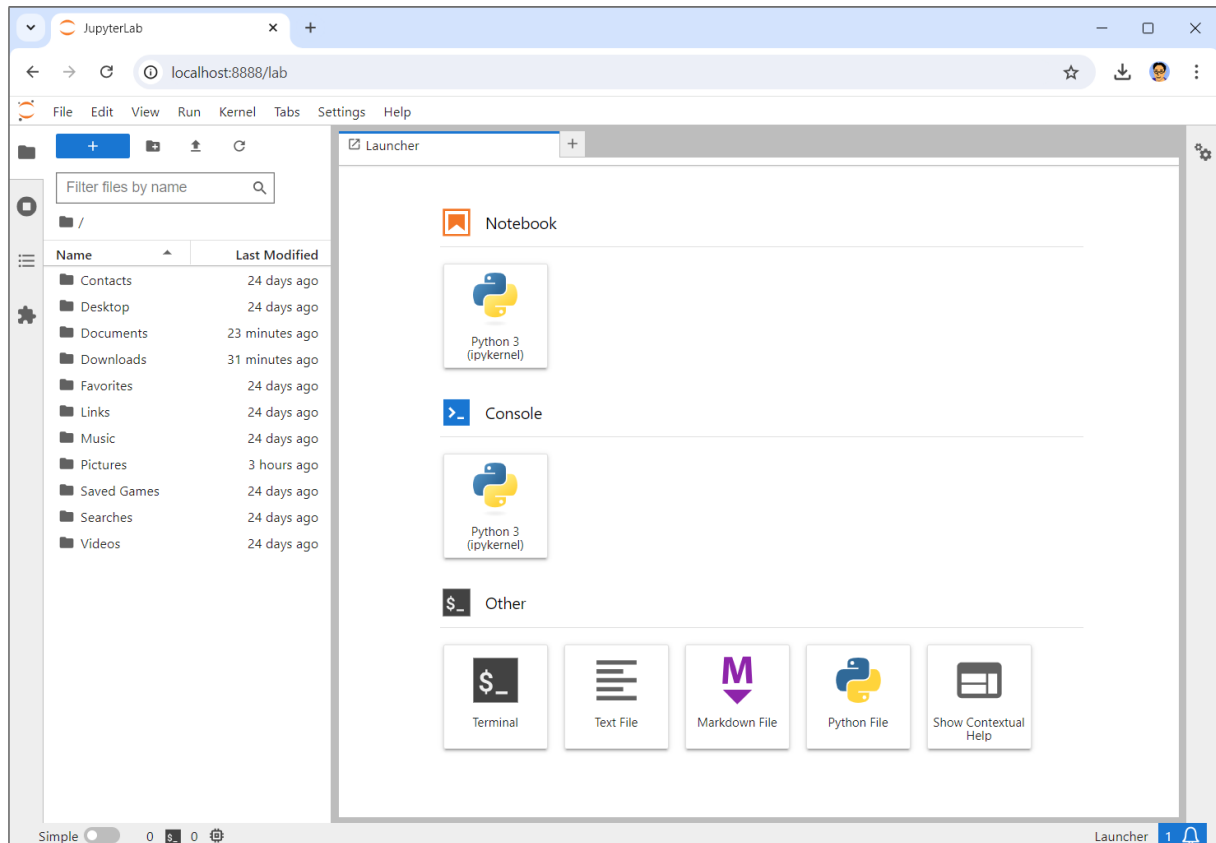 JupyterLab
localhost:8888/lab
File Edit View Run Kernel Tabs Settings Help
Filter files by name
/
Name Last Modified
Contacts 24 days ago
Desktop 24 days ago
Documents 23 minutes ago
Downloads 31 minutes ago
Favorites 24 days ago
Links 24 days ago
Music 24 days ago
Pictures 3 hours ago
Saved Games 24 days ago
Searches 24 days ago
Videos 24 days ago
Launcher
Notebook
Python 3
(ipykernel)
Console
Python 3
(ipykernel)
$_ Other
$_
Terminal
Text File
M
Markdown File
Python File
Show Contextual
Help
Simple 0 $_ 0
Launcher 1